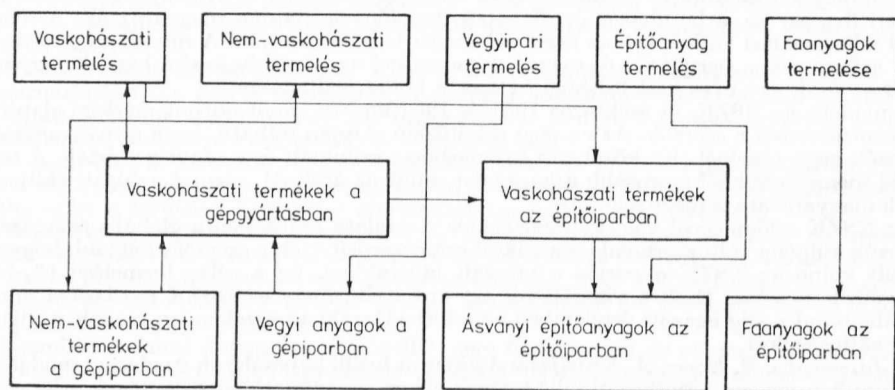 Vaskohászati
termelés
Nem-vaskohászati
termelés
Vegyipari
termelés
Építőanyag
termelés
Faanyagok
termelése
Vaskohászati termékek a
gépgyártásban
Vaskohászati termékek
az építőiparban
Nem-vaskohászati
termékek
a gépiparban
Vegyi anyagok a
gépiparban
Ásványi építőanyagok az
építőiparban
Faanyagok az
építőiparban